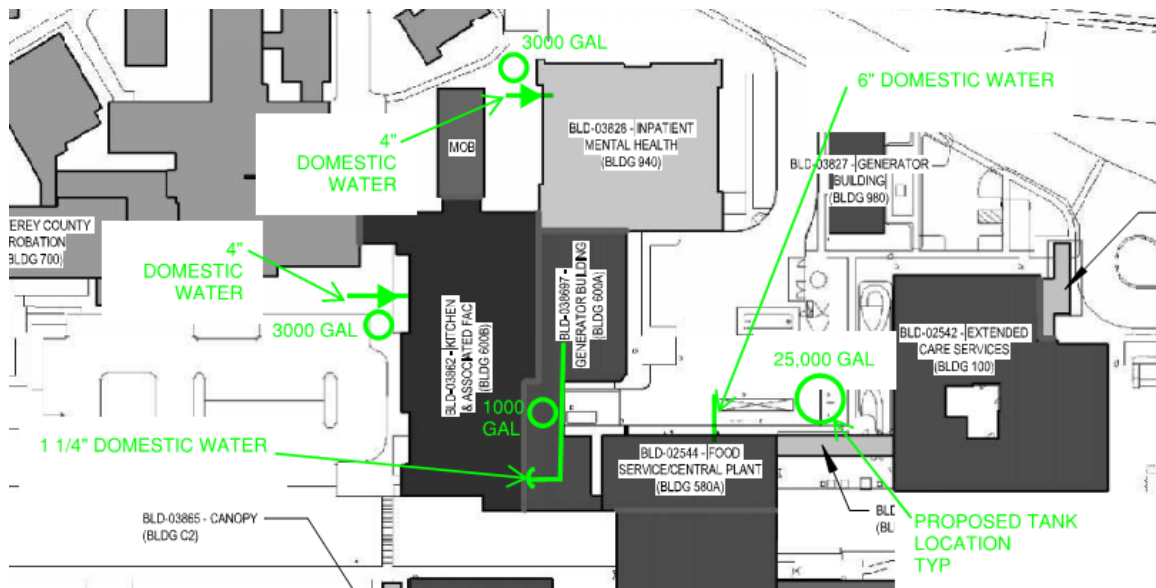 3000 GAL
6" DOMESTIC WATER
4"
DOMESTIC
WATER
MOB
BLD-03828 - INPATIENT
MENTAL HEALTH
(BLDG 940)
BLD-03827 - GENERATOR
BUILDING
(BLDG 980)
EREY COUNTY
ROBATION
BLDG 700)
4"
DOMESTIC
WATER
3000 GAL
BLD-03862 - KITCHEN
& ASSOCIATED FAC
(BLDG 600B)
BLD-038697 -
GENERATOR BUILDING
(BLDG 600A)
BLD-02542 - EXTENDED
CARE SERVICES
(BLDG 100)
25,000 GAL
1000
GAL
1 1/4" DOMESTIC WATER
BLD-02544 - FOOD
SERVICE/CENTRAL PLANT
(BLDG 580A)
BLD-03865 - CANOPY
(BLDG C2)
BLD
(BL
PROPOSED TANK
LOCATION
TYP